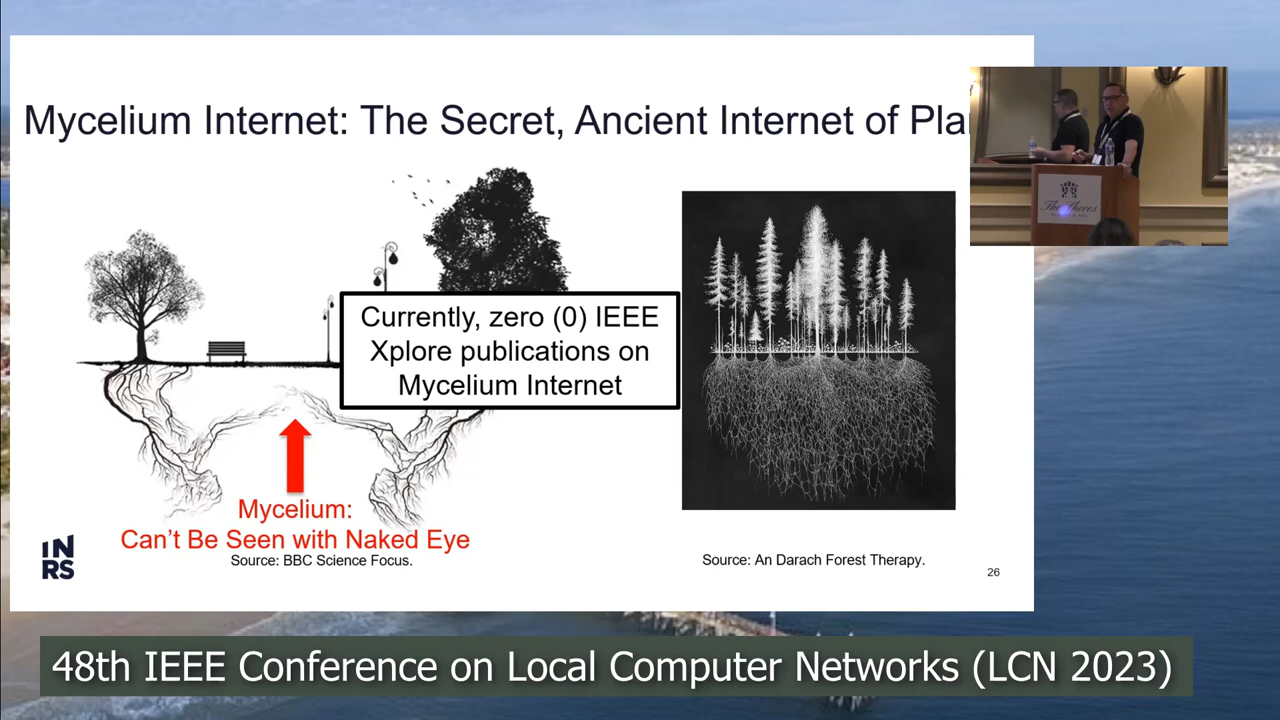 Mycelium Internet: The Secret, Ancient Internet of Pla
Currently, zero (0) IEEE
Xplore publications on
Mycelium Internet
Mycelium:
Can't Be Seen with Naked Eye
Source: BBC Science Focus.
Source: An Darach Forest Therapy.
INRS
26
48th IEEE Conference on Local Computer Networks (LCN 2023)